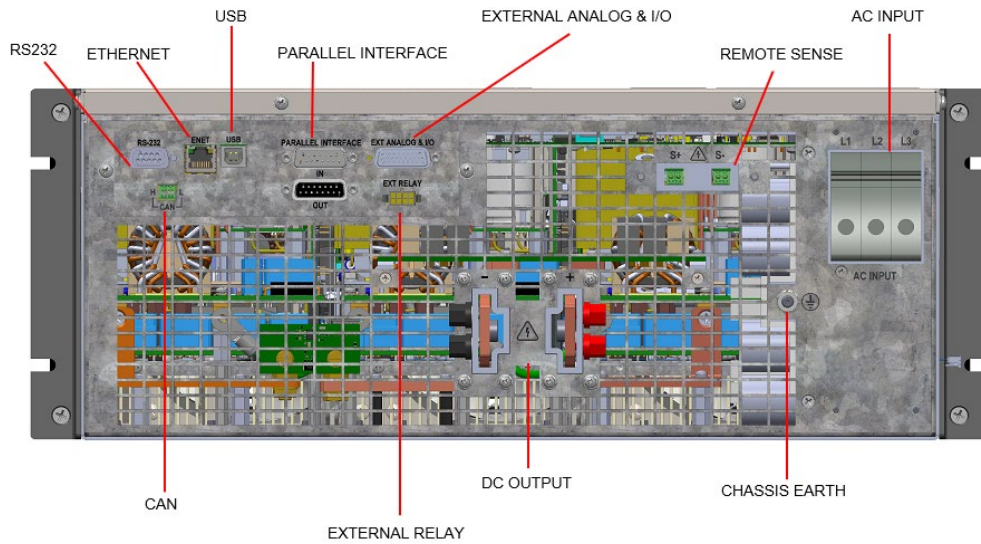 USB
EXTERNAL ANALOG & I/O
AC INPUT
RS232
ETHERNET
PARALLEL INTERFACE
REMOTE SENSE
RS-232
ENET
USB
PARALLEL INTERFACE
EXT ANALOG & I/O
L1 L2 L3
S+ S-
IN
H L
CAN
EXT RELAY
OUT
AC INPUT
- +
CAN
EXTERNAL RELAY
DC OUTPUT
CHASSIS EARTH